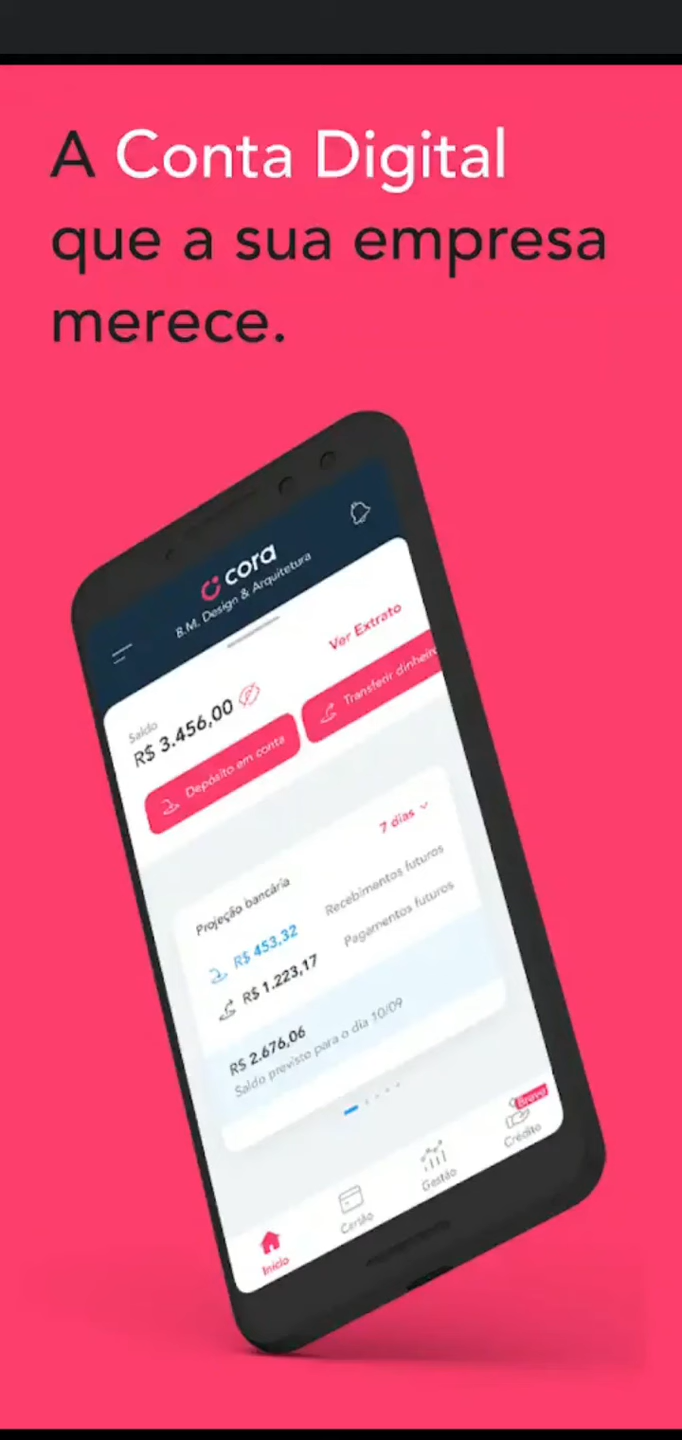 A Conta Digital
que a sua empresa
merece.
cora
B.M. Design & Arquitetura
Ver Extrato
Saldo
R$ 3.456,00
Depósito em conta
Transferir dinheiro
7 dias
Projeção bancária
R$ 453,32 Recebimentos futuros
R$ 1.223,17 Pagamentos futuros
R$ 2.676,06
Saldo previsto para o dia 10/09
Breve
Início Cartão Gestão Crédito